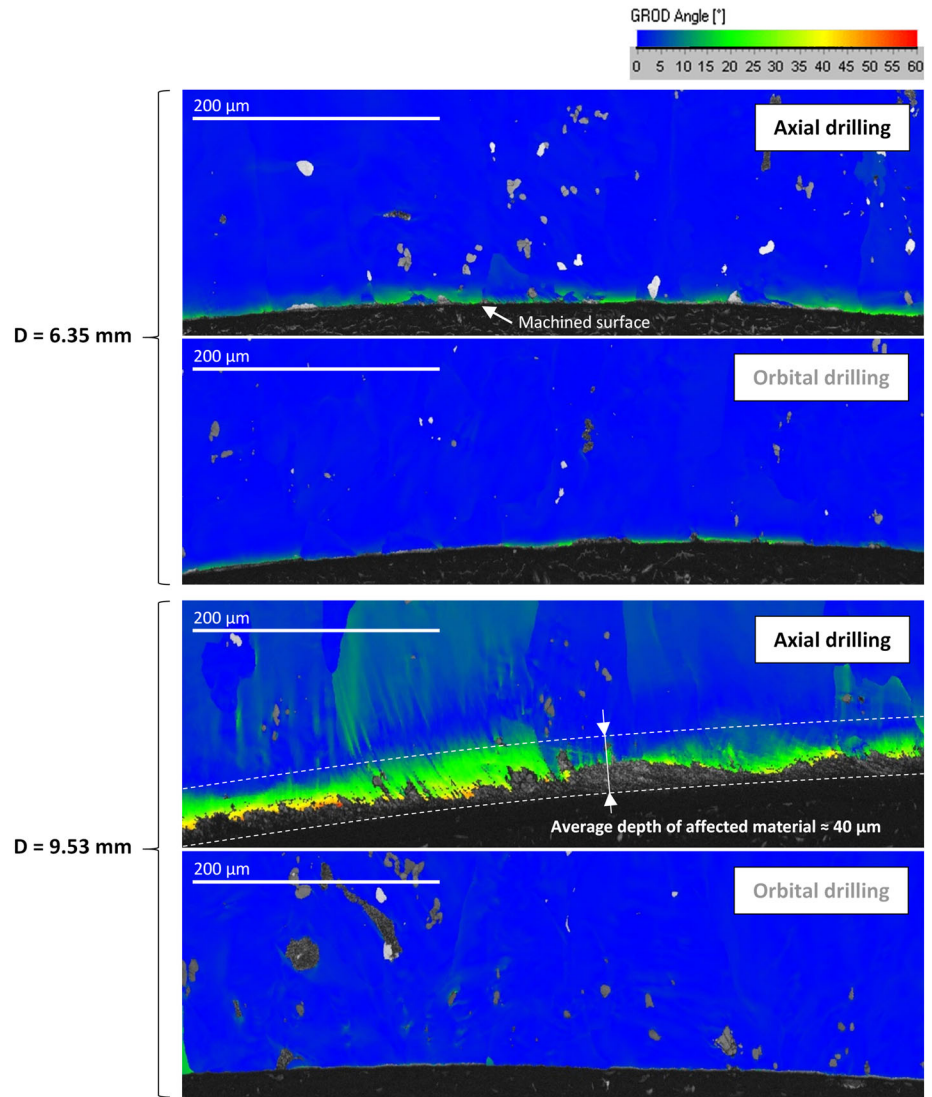 GROD Angle [°]
0 5 10 15 20 25 30 35 40 45 50 55 60
200 µm
Axial drilling
Machined surface
D = 6.35 mm
200 µm
Orbital drilling
200 µm
Axial drilling
Average depth of affected material ≈ 40 µm
D = 9.53 mm
200 µm
Orbital drilling